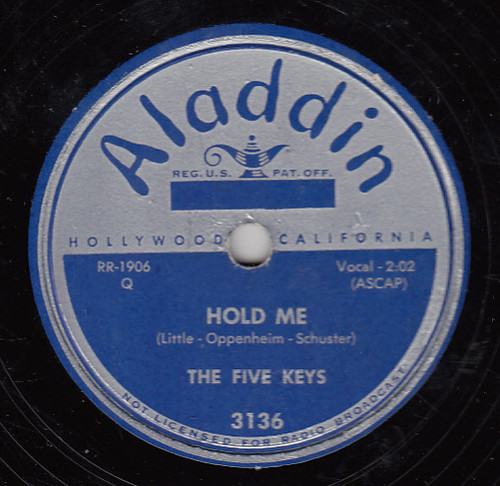 Aladdin
REG. U.S. PAT. OFF.
HOLLYWOOD CALIFORNIA
RR-1906
Q
Vocal - 2:02
(ASCAP)
HOLD ME
(Little - Oppenheim - Schuster)
THE FIVE KEYS
3136
NOT LICENSED FOR RADIO BROADCAST